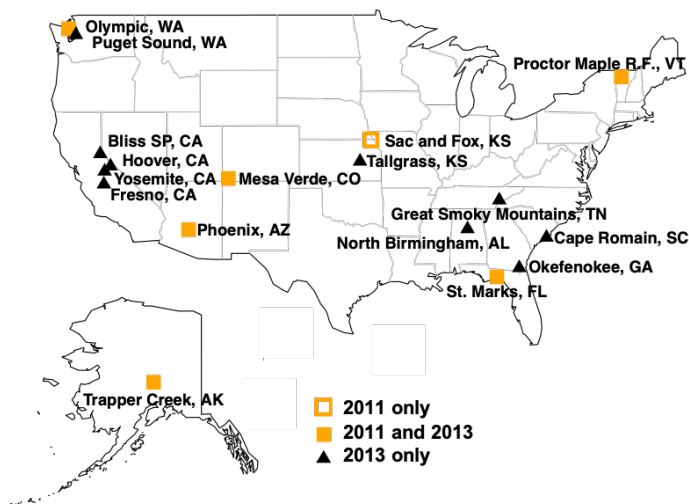 Olympic, WA
Puget Sound, WA
Proctor Maple R.F., VT
Bliss SP, CA
Hoover, CA
Yosemite, CA
Fresno, CA
Sac and Fox, KS
Tallgrass, KS
Mesa Verde, CO
Phoenix, AZ
Great Smoky Mountains, TN
North Birmingham, AL
Cape Romain, SC
Okefenokee, GA
St. Marks, FL
Trapper Creek, AK
2011 only
2011 and 2013
2013 only